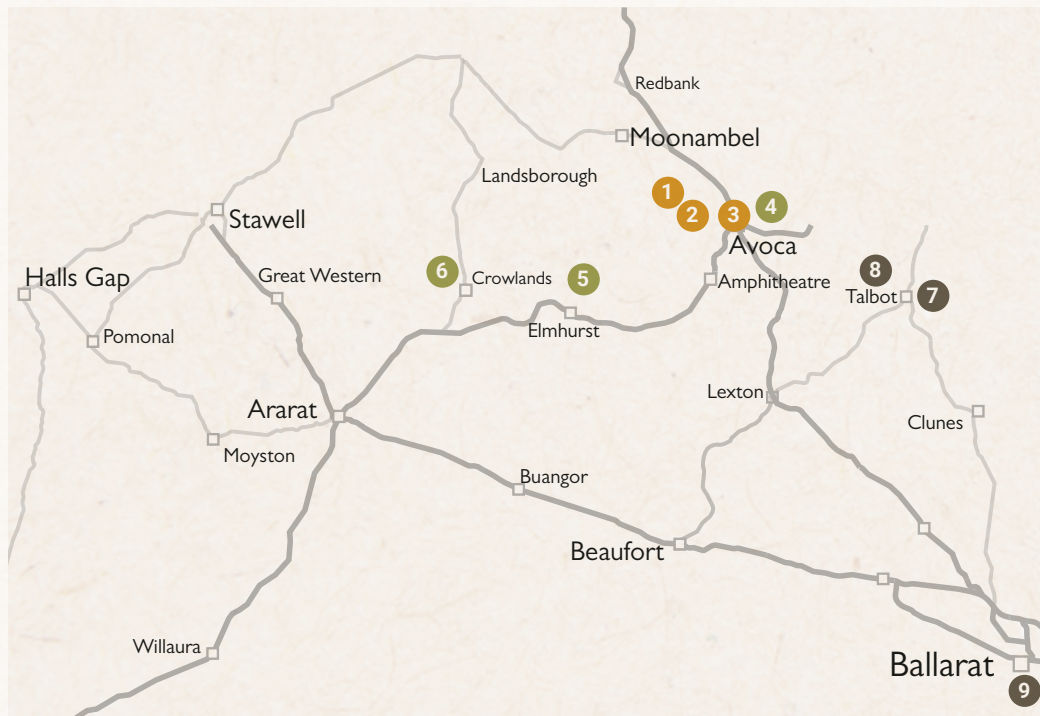 Redbank
Moonambel
Landsborough
1
2
3
4
Stawell
Avoca
Halls Gap
Great Western
6
Crowlands
5
Amphitheatre
8
Talbot
7
Elmhurst
Pomonal
Lexton
Ararat
Clunes
Moyston
Buangor
Beaufort
Willaura
Ballarat
9